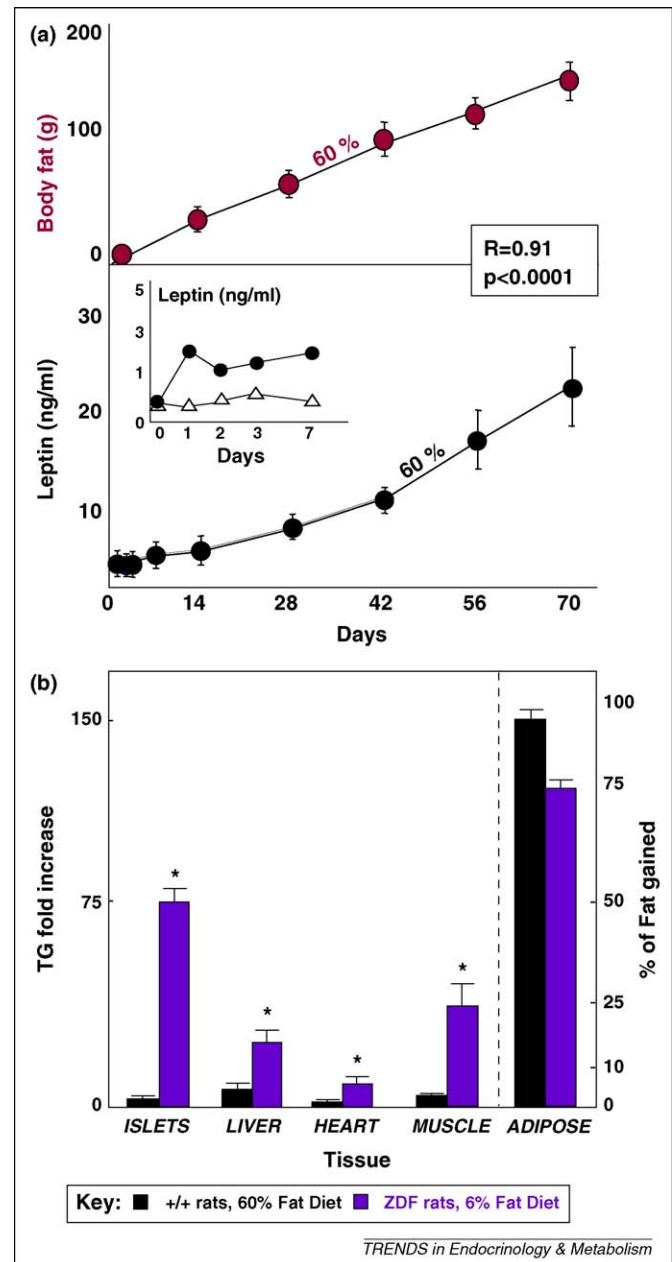 (a)
200
100
0
Body fat (g)
60 %
R=0.91
p<0.0001
30
20
10
Leptin (ng/ml)
5
3
1
0
Leptin (ng/ml)
0 1 2 3 7
Days
60 %
0 14 28 42 56 70
Days
(b)
150
75
0
TG fold increase
* * * *
100
75
50
25
10
0
% of Fat gained
ISLETS LIVER HEART MUSCLE ADIPOSE
Tissue
Key: +/+ rats, 60% Fat Diet ZDF rats, 6% Fat Diet
TRENDS in Endocrinology & Metabolism